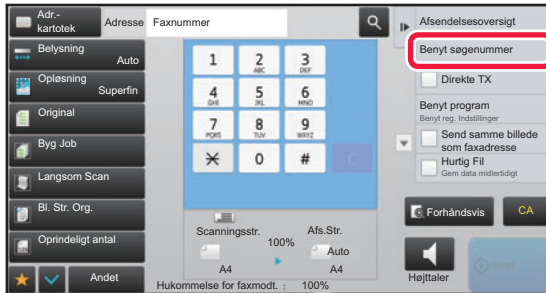 Adr.-
kartotek
Adresse
Faxnummer
Afsendelsesoversigt
Belysning
Auto
Opløsning
Superfin
Original
Byg Job
Langsom Scan
Bl. Str. Org.
Oprindeligt antal
Andet
1
2
ABC
3
DEF
4
GHI
5
JKL
6
MNO
7
PQRS
8
TUV
9
WXYZ
0
#
C
Scanningsstr.
100%
Afs.Str.
Auto
A4
A4
Hukommelse for faxmodt. : 100%
Benyt søgenummer
Direkte TX
Benyt program
Benyt reg. Indstillinger
Send samme billede
som faxadresse
Hurtig Fil
Gem data midlertidigt
Forhåndsvis
CA
Højttaler
Start